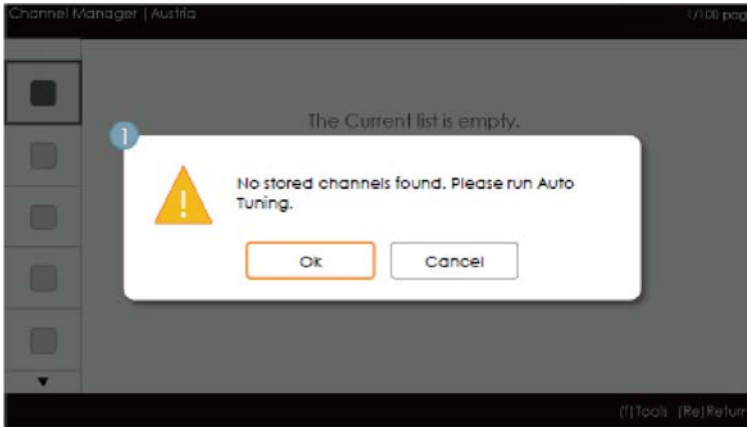 Channel Manager | Austria
1/100 pag
The Current list is empty.
1
No stored channels found. Please run Auto
Tuning.
Ok
Cancel
(T)Tools (Re)Return